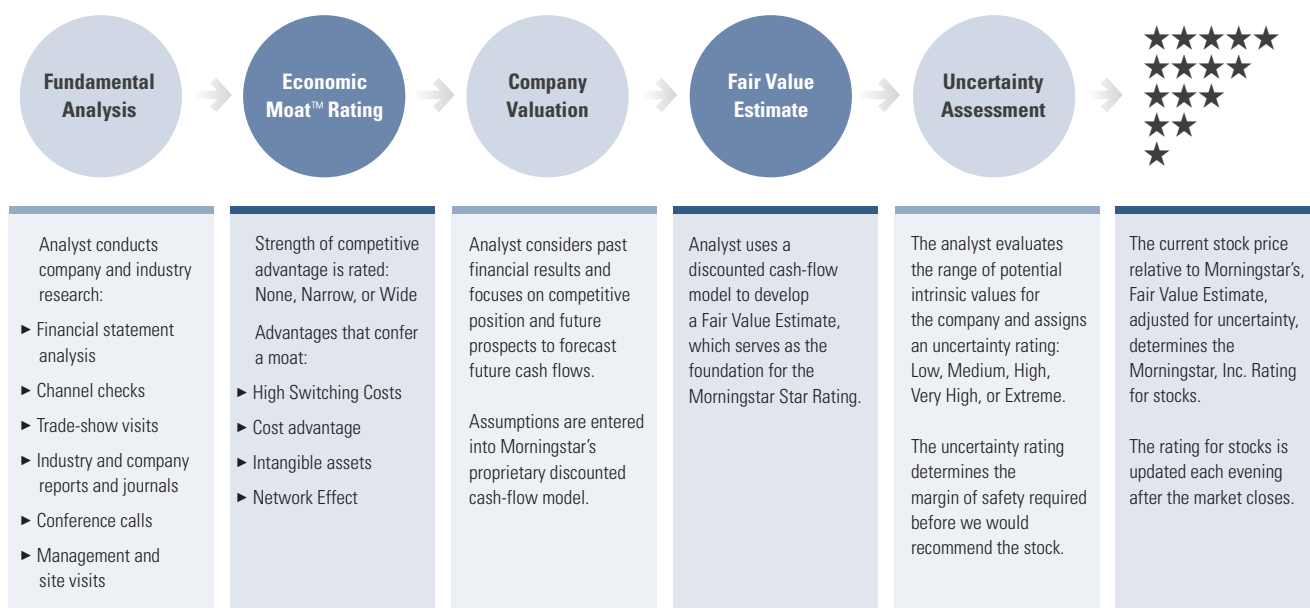 Fundamental
Analysis
Economic
Moat™ Rating
Company
Valuation
Fair Value
Estimate
Uncertainty
Assessment
★★★★★
★★★★
★★★
★★
★
Analyst conducts
company and industry
research:
► Financial statement
analysis
► Channel checks
► Trade-show visits
► Industry and company
reports and journals
► Conference calls
► Management and
site visits
Strength of competitive
advantage is rated:
None, Narrow, or Wide
Advantages that confer
a moat:
► High Switching Costs
► Cost advantage
► Intangible assets
► Network Effect
Analyst considers past
financial results and
focuses on competitive
position and future
prospects to forecast
future cash flows.
Assumptions are entered
into Morningstar's
proprietary discounted
cash-flow model.
Analyst uses a
discounted cash-flow
model to develop
a Fair Value Estimate,
which serves as the
foundation for the
Morningstar Star Rating.
The analyst evaluates
the range of potential
intrinsic values for
the company and assigns
an uncertainty rating:
Low, Medium, High,
Very High, or Extreme.
The uncertainty rating
determines the
margin of safety required
before we would
recommend the stock.
The current stock price
relative to Morningstar's,
Fair Value Estimate,
adjusted for uncertainty,
determines the
Morningstar, Inc. Rating
for stocks.
The rating for stocks is
updated each evening
after the market closes.